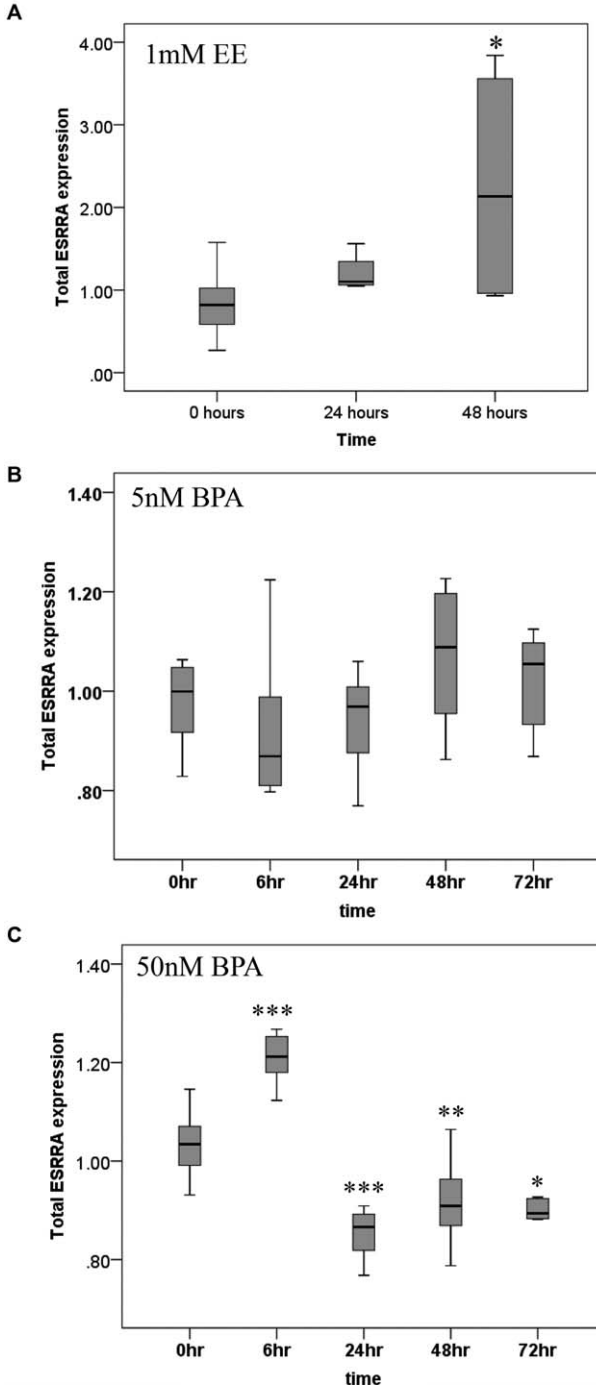 A
1mM EE
*
4.00
3.00
2.00
1.00
.00
Total ESRRA expression
0 hours 24 hours 48 hours
Time
B
5nM BPA
1.40
1.20
1.00
.80
Total ESRRA expression
0hr 6hr 24hr 48hr 72hr
time
C
50nM BPA
1.40
1.20
1.00
.80
Total ESRRA expression
***
***
**
*
0hr 6hr 24hr 48hr 72hr
time